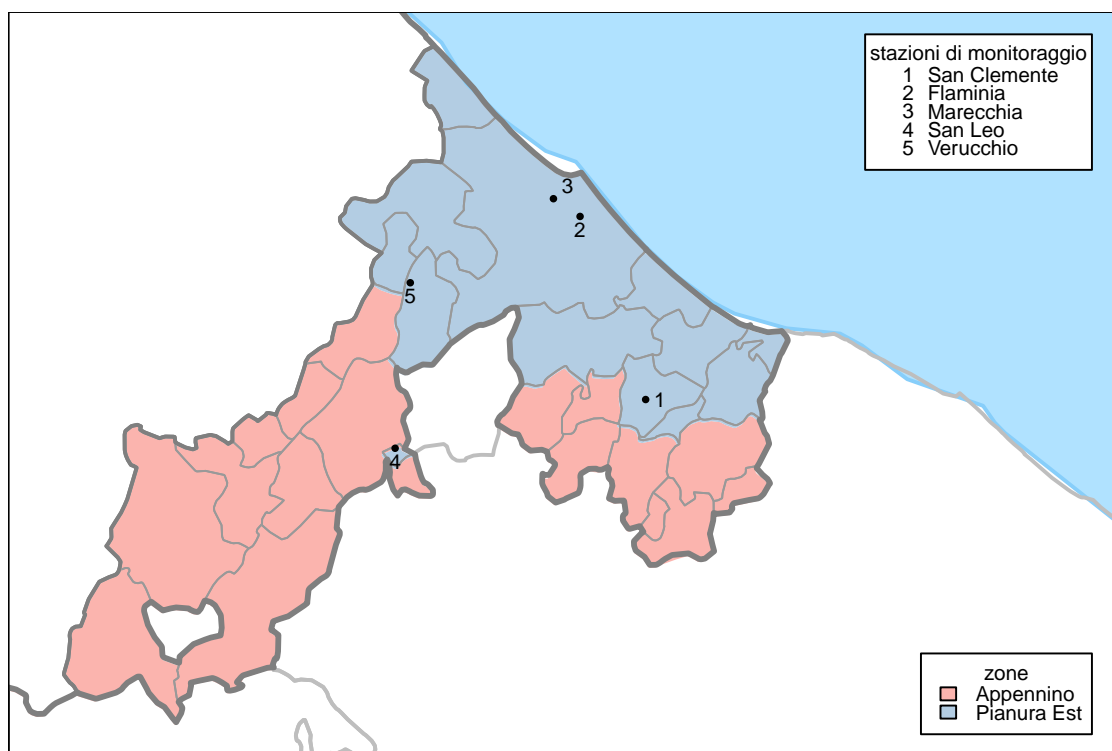 stazioni di monitoraggio
1 San Clemente
2 Flaminia
3 Marecchia
4 San Leo
5 Verucchio
3
2
5
1
4
zone
Appennino
Pianura Est